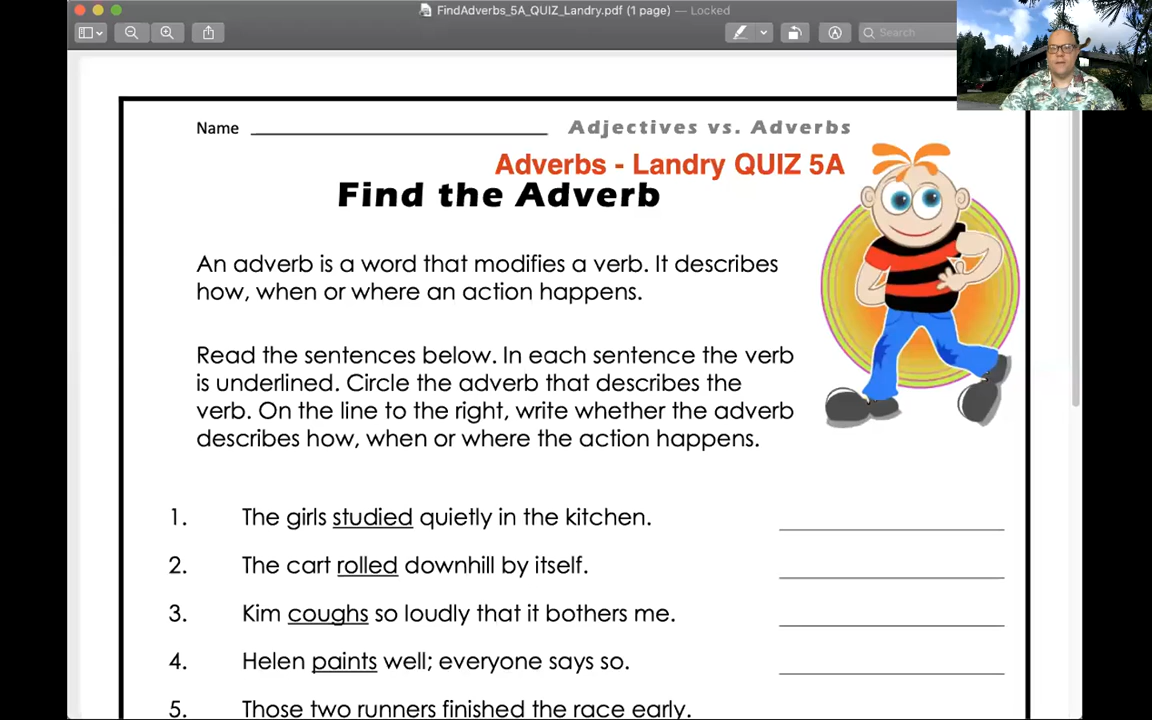 FindAdverbs_5A_QUIZ_Landry.pdf (1 page) — Locked
Search
Name
Adjectives vs. Adverbs
Adverbs - Landry QUIZ 5A
Find the Adverb
An adverb is a word that modifies a verb. It describes
how, when or where an action happens.
Read the sentences below. In each sentence the verb
is underlined. Circle the adverb that describes the
verb. On the line to the right, write whether the adverb
describes how, when or where the action happens.
1. The girls studied quietly in the kitchen.
2. The cart rolled downhill by itself.
3. Kim coughs so loudly that it bothers me.
4. Helen paints well; everyone says so.
5. Those two runners finished the race early.